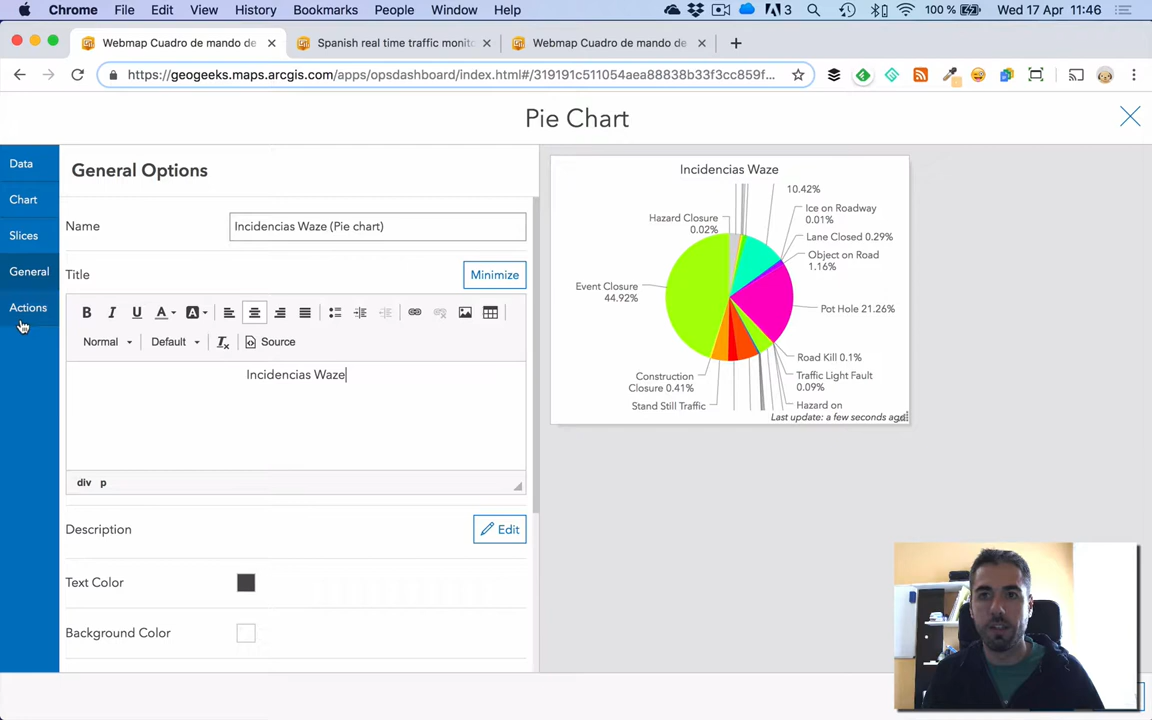 Chrome File Edit View History Bookmarks People Window Help 3 100 % Wed 17 Apr 11:46
Webmap Cuadro de mando de Spanish real time traffic monito Webmap Cuadro de mando de
https://geogeeks.maps.arcgis.com/apps/opsdashboard/index.html#/319191c511054aea88838b33f3cc859f...
Pie Chart
Data
Chart
Slices
General
Actions
General Options
Name Incidencias Waze (Pie chart)
Title Minimize
B I U A A
Normal Default Tx Source
Incidencias Waze
div p
Description Edit
Text Color
Background Color
Incidencias Waze
10.42%
Hazard Closure
0.02%
Ice on Roadway
0.01%
Lane Closed 0.29%
Object on Road
1.16%
Event Closure
44.92%
Pot Hole 21.26%
Road Kill 0.1%
Construction
Closure 0.41%
Traffic Light Fault
0.09%
Stand Still Traffic
Hazard on
Last update: a few seconds ago